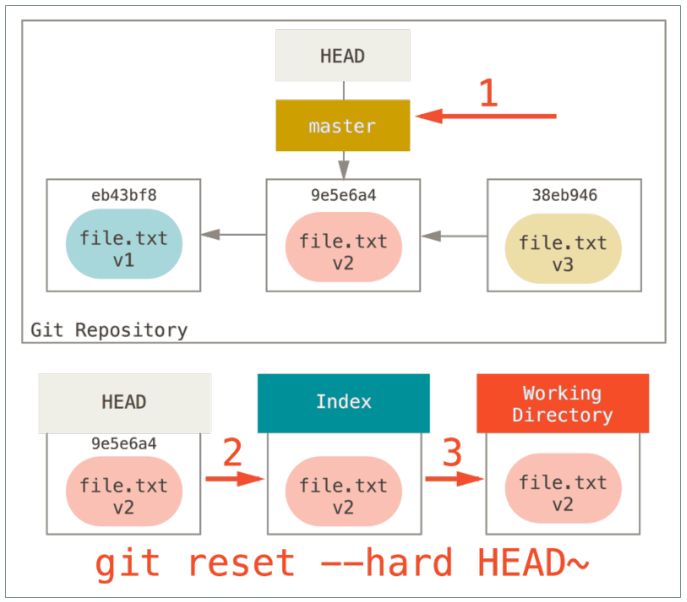 HEAD
1
master
eb43bf8
9e5e6a4
38eb946
file.txt
v1
file.txt
v2
file.txt
v3
Git Repository
HEAD
Index
Working
Directory
9e5e6a4
2
3
file.txt
v2
file.txt
v2
file.txt
v2
git reset --hard HEAD~